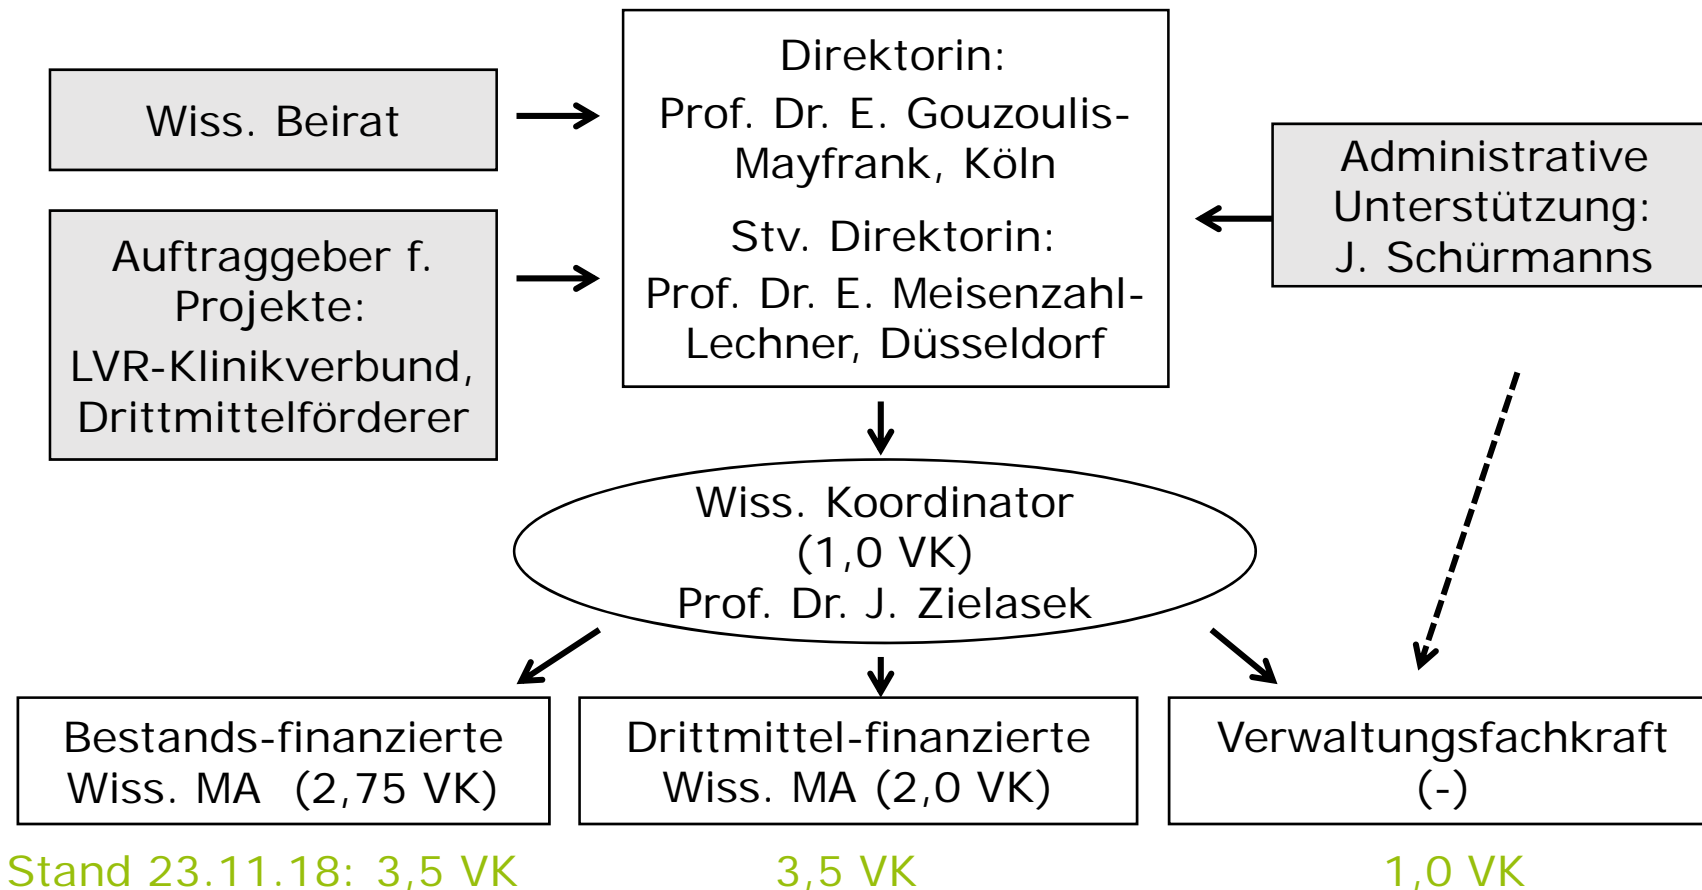 Wiss. Beirat
Auftraggeber f.
Projekte:
LVR-Klinikverbund,
Drittmittelförderer
Direktorin:
Prof. Dr. E. Gouzoulis-
Mayfrank, Köln
Stv. Direktorin:
Prof. Dr. E. Meisenzahl-
Lechner, Düsseldorf
Administrative
Unterstützung:
J. Schürmanns
Wiss. Koordinator
(1,0 VK)
Prof. Dr. J. Zielasek
Bestands-finanzierte
Wiss. MA (2,75 VK)
Drittmittel-finanzierte
Wiss. MA (2,0 VK)
Verwaltungsfachkraft
(-)
Stand 23.11.18: 3,5 VK
3,5 VK
1,0 VK